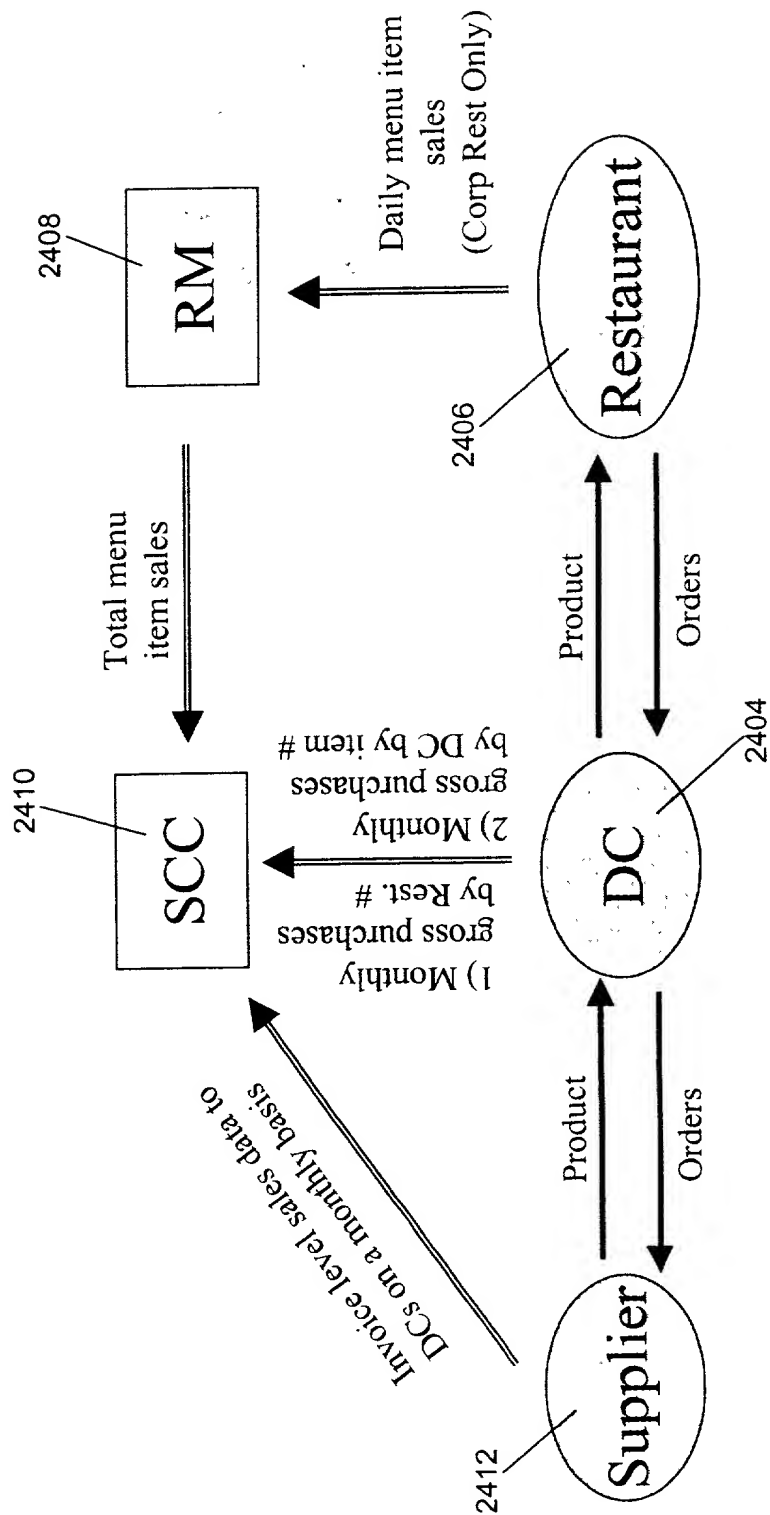 2410
SCC
Total menu
item sales
2408
RM
Invoice level sales data to
DCs on a monthly basis
1) Monthly
gross purchases
by Rest. #
2) Monthly
gross purchases
by DC by item #
Daily menu item
sales
(Corp Rest Only)
2412
Supplier
Product
Orders
DC
2404
Product
Orders
2406
Restaurant